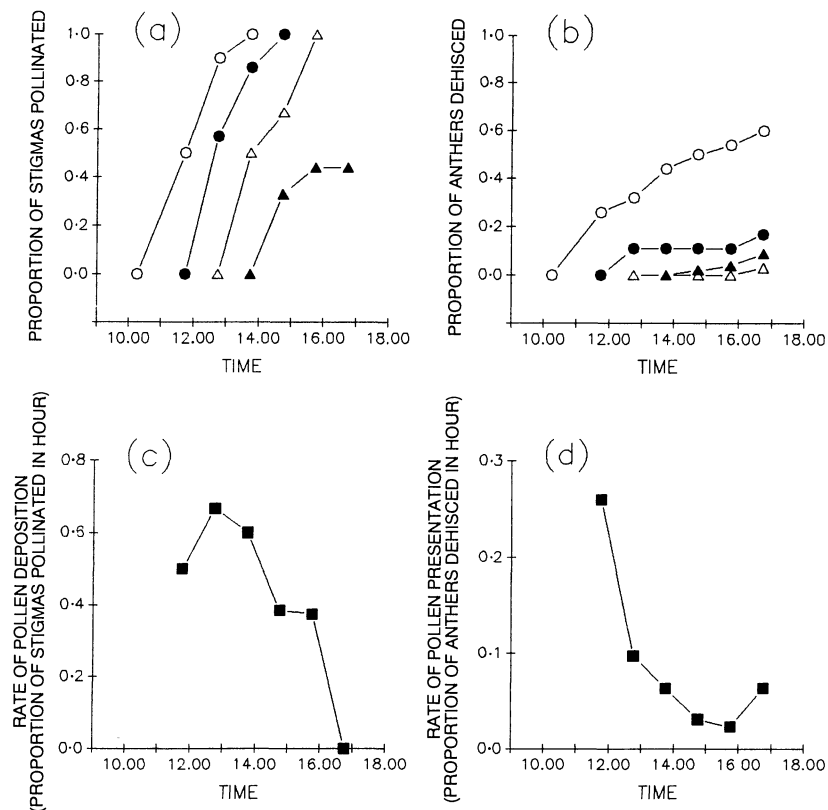 (a)
PROPORTION OF STIGMAS POLLINATED
1·0
0·8
0·6
0·4
0·2
0·0
10.00 12.00 14.00 16.00 18.00
TIME
(b)
PROPORTION OF ANTHERS DEHISCED
1·0
0·8
0·6
0·4
0·2
0·0
10.00 12.00 14.00 16.00 18.00
TIME
(c)
RATE OF POLLEN DEPOSITION
(PROPORTION OF STIGMAS POLLINATED IN HOUR)
0·8
0·6
0·4
0·2
0·0
10.00 12.00 14.00 16.00 18.00
TIME
(d)
RATE OF POLLEN PRESENTATION
(PROPORTION OF ANTHERS DEHISCED IN HOUR)
0·3
0·2
0·1
0·0
10.00 12.00 14.00 16.00 18.00
TIME